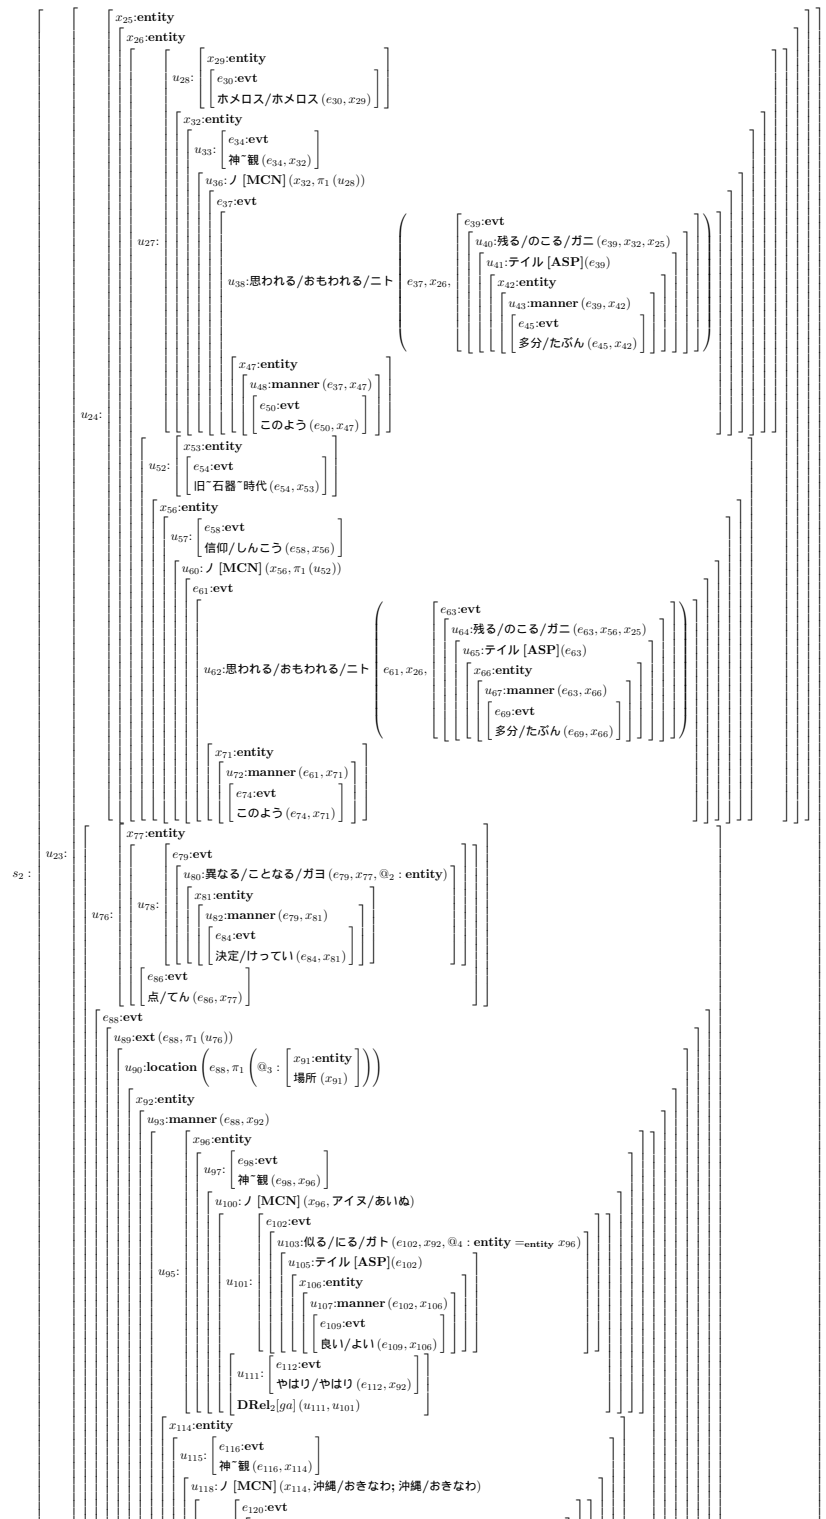 x25:entity
x26:entity
x29:entity
u28:
e30:evt
ホメロス/ホメロス (e30, x29)
x32:entity
u33:
e34:evt
神~観 (e34, x32)
u36:ノ [MCN] (x32, π1 (u28))
e37:evt
u27:
e39:evt
u40:残る/のこる/ガニ (e39, x32, x25)
u41:テイル [ASP](e39)
u38:思われる/おもわれる/ニト (e37, x26,
x42:entity
u43:manner (e39, x42)
e45:evt
多分/たぶん (e45, x42)
x47:entity
u48:manner (e37, x47)
e50:evt
このよう (e50, x47)
u24:
x53:entity
u52:
e54:evt
旧~石器~時代 (e54, x53)
x56:entity
u57:
e58:evt
信仰/しんこう (e58, x56)
u60:ノ [MCN] (x56, π1 (u52))
e61:evt
e63:evt
u64:残る/のこる/ガニ (e63, x56, x25)
u65:テイル [ASP](e63)
u62:思われる/おもわれる/ニト (e61, x26,
x66:entity
u67:manner (e63, x66)
e69:evt
多分/たぶん (e69, x66)
x71:entity
u72:manner (e61, x71)
e74:evt
このよう (e74, x71)
x77:entity
u23:
e79:evt
s2 :
u80:異なる/ことなる/ガヨ (e79, x77, @2 : entity)
x81:entity
u76:
u78:
u82:manner (e79, x81)
e84:evt
決定/けってい (e84, x81)
e86:evt
点/てん (e86, x77)
e88:evt
u89:ext (e88, π1 (u76))
u90:location (e88, π1 (@3 : [x91:entity
場所 (x91)]))
x92:entity
u93:manner (e88, x92)
x96:entity
u97:
e98:evt
神~観 (e98, x96)
u100:ノ [MCN] (x96, アイヌ/あいぬ)
e102:evt
u103:似る/にる/ガト (e102, x92, @4 : entity =entity x96)
u105:テイル [ASP](e102)
u95:
u101:
x106:entity
u107:manner (e102, x106)
e109:evt
良い/よい (e109, x106)
u111:
e112:evt
やはり/やはり (e112, x92)
DRel2[ga] (u111, u101)
x114:entity
u115:
e116:evt
神~観 (e116, x114)
u118:ノ [MCN] (x114, 沖縄/おきなわ; 沖縄/おきなわ)
e120:evt